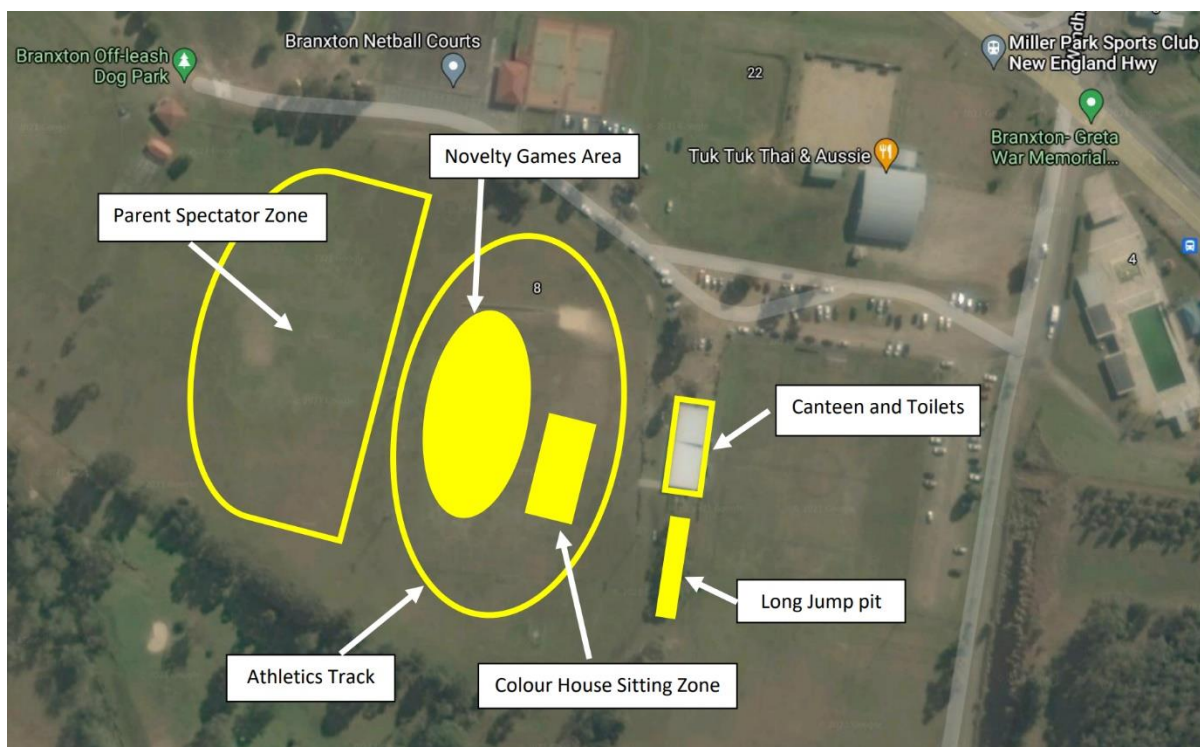 Branxton Off-leash
Dog Park
Branxton Netball Courts
22
Miller Park Sports Club
New England Hwy
Branxton- Greta
War Memorial...
Tuk Tuk Thai & Aussie
Novelty Games Area
Parent Spectator Zone
8
4
Canteen and Toilets
Long Jump pit
Athletics Track
Colour House Sitting Zone